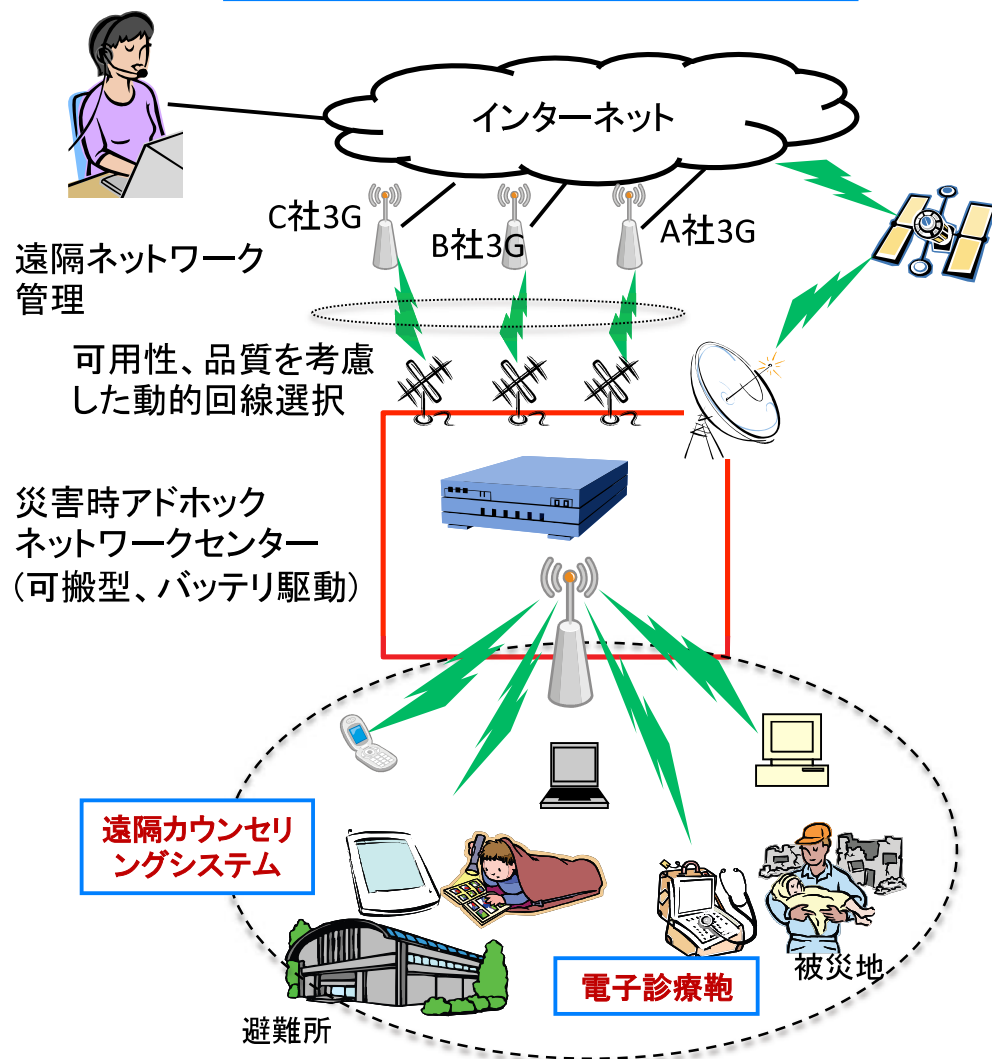 インターネット
C社3G
B社3G
A社3G
遠隔ネットワーク
管理
可用性、品質を考慮
した動的回線選択
災害時アドホック
ネットワークセンター
(可搬型、バッテリ駆動)
遠隔カウンセリ
ングシステム
電子診療鞄
被災地
避難所